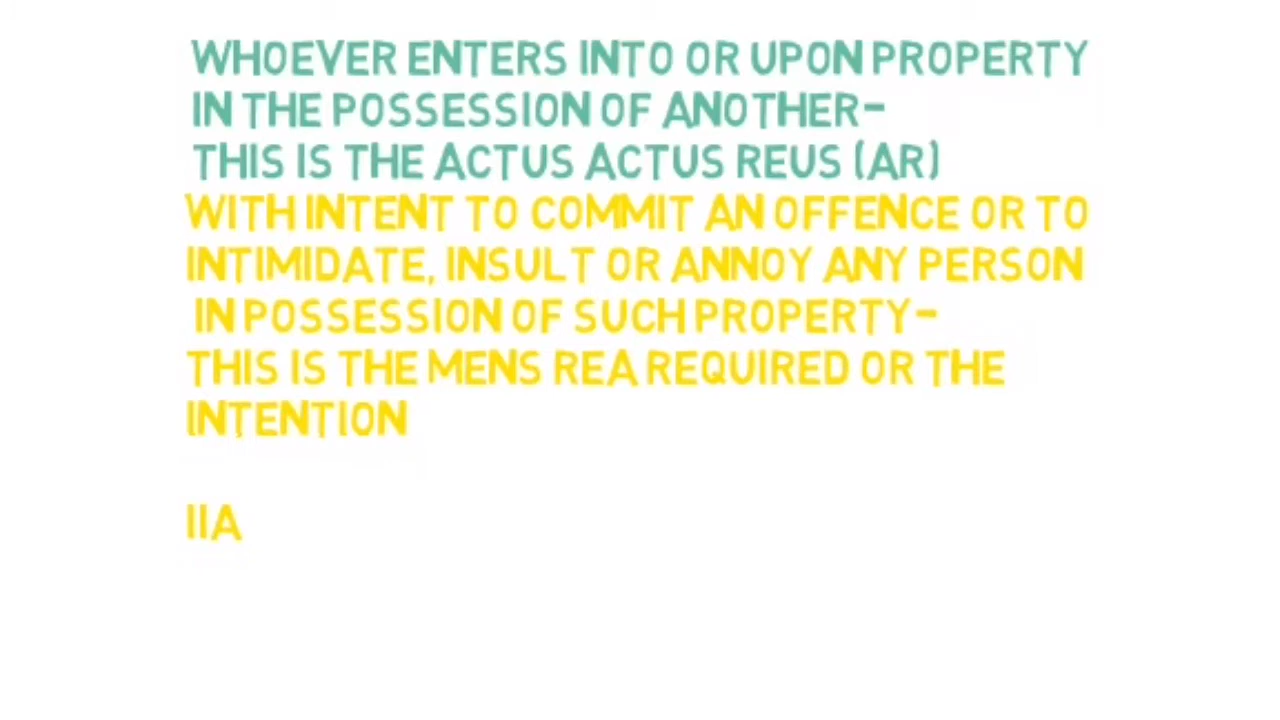 WHOEVER ENTERS INTO OR UPON PROPERTY
IN THE POSSESSION OF ANOTHER-
THIS IS THE ACTUS ACTUS REUS (AR)
WITH INTENT TO COMMIT AN OFFENCE OR TO
INTIMIDATE, INSULT OR ANNOY ANY PERSON
IN POSSESSION OF SUCH PROPERTY-
THIS IS THE MENS REA REQUIRED OR THE
INTENTION
IIA